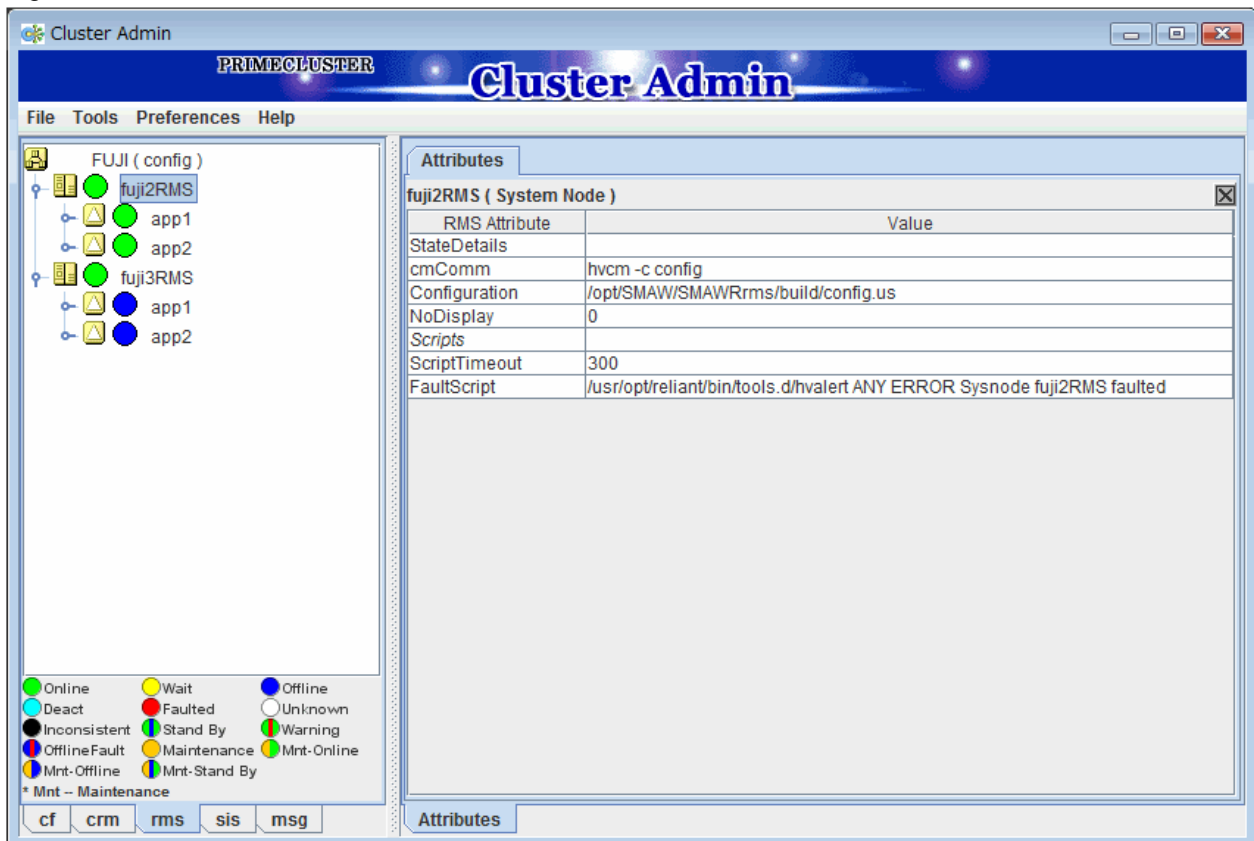 Cluster Admin
PRIMECLUSTER
Cluster Admin
File Tools Preferences Help
FUJI ( config )
fuji2RMS
app1
app2
fuji3RMS
app1
app2
Online Wait Offline
Deact Faulted Unknown
Inconsistent Stand By Warning
OfflineFault Maintenance Mnt-Online
Mnt-Offline Mnt-Stand By
* Mnt -- Maintenance
cf crm rms sis msg
Attributes
fuji2RMS ( System Node )
RMS Attribute Value
StateDetails
cmComm hvcm -c config
Configuration /opt/SMAW/SMAWRrms/build/config.us
NoDisplay 0
Scripts
ScriptTimeout 300
FaultScript /usr/opt/reliant/bin/tools.d/hvalert ANY ERROR Sysnode fuji2RMS faulted
Attributes